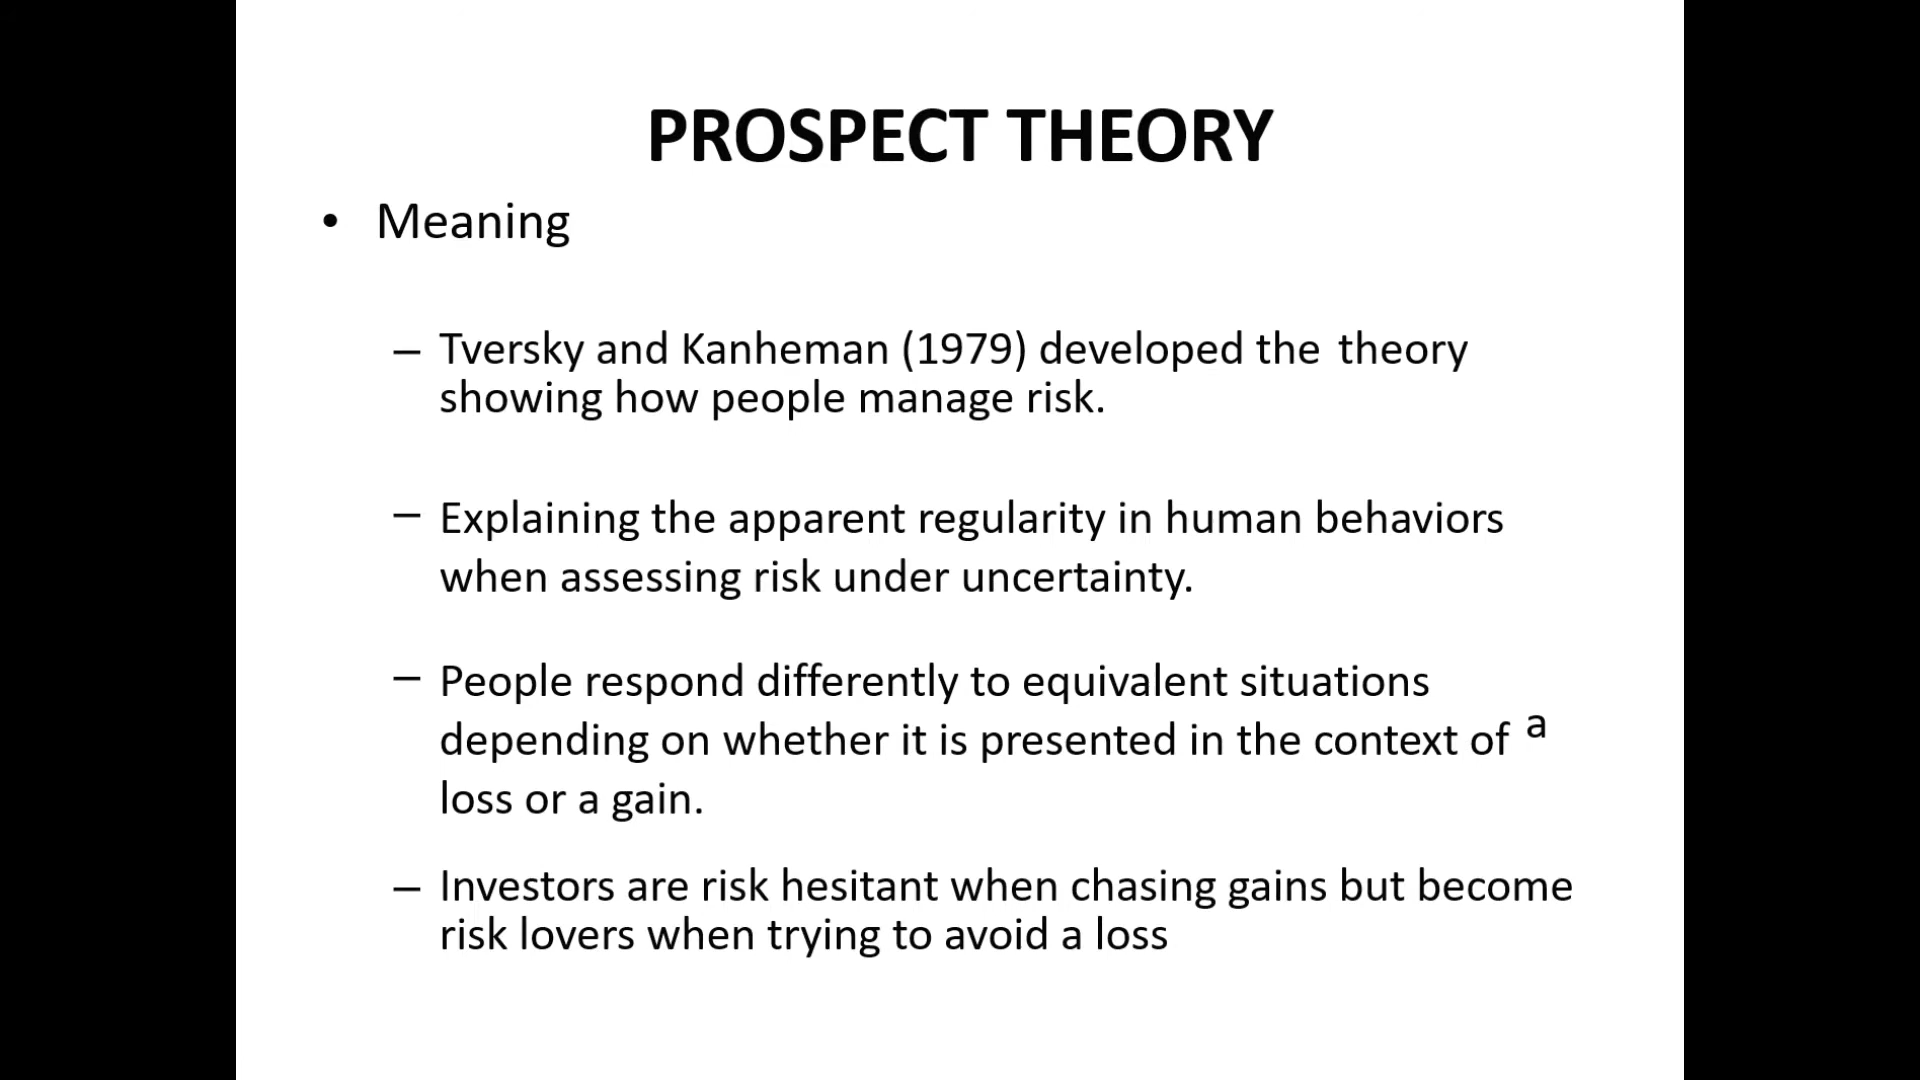 PROSPECT THEORY
• Meaning
– Tversky and Kanheman (1979) developed the theory
showing how people manage risk.
– Explaining the apparent regularity in human behaviors
when assessing risk under uncertainty.
– People respond differently to equivalent situations
depending on whether it is presented in the context of a
loss or a gain.
– Investors are risk hesitant when chasing gains but become
risk lovers when trying to avoid a loss